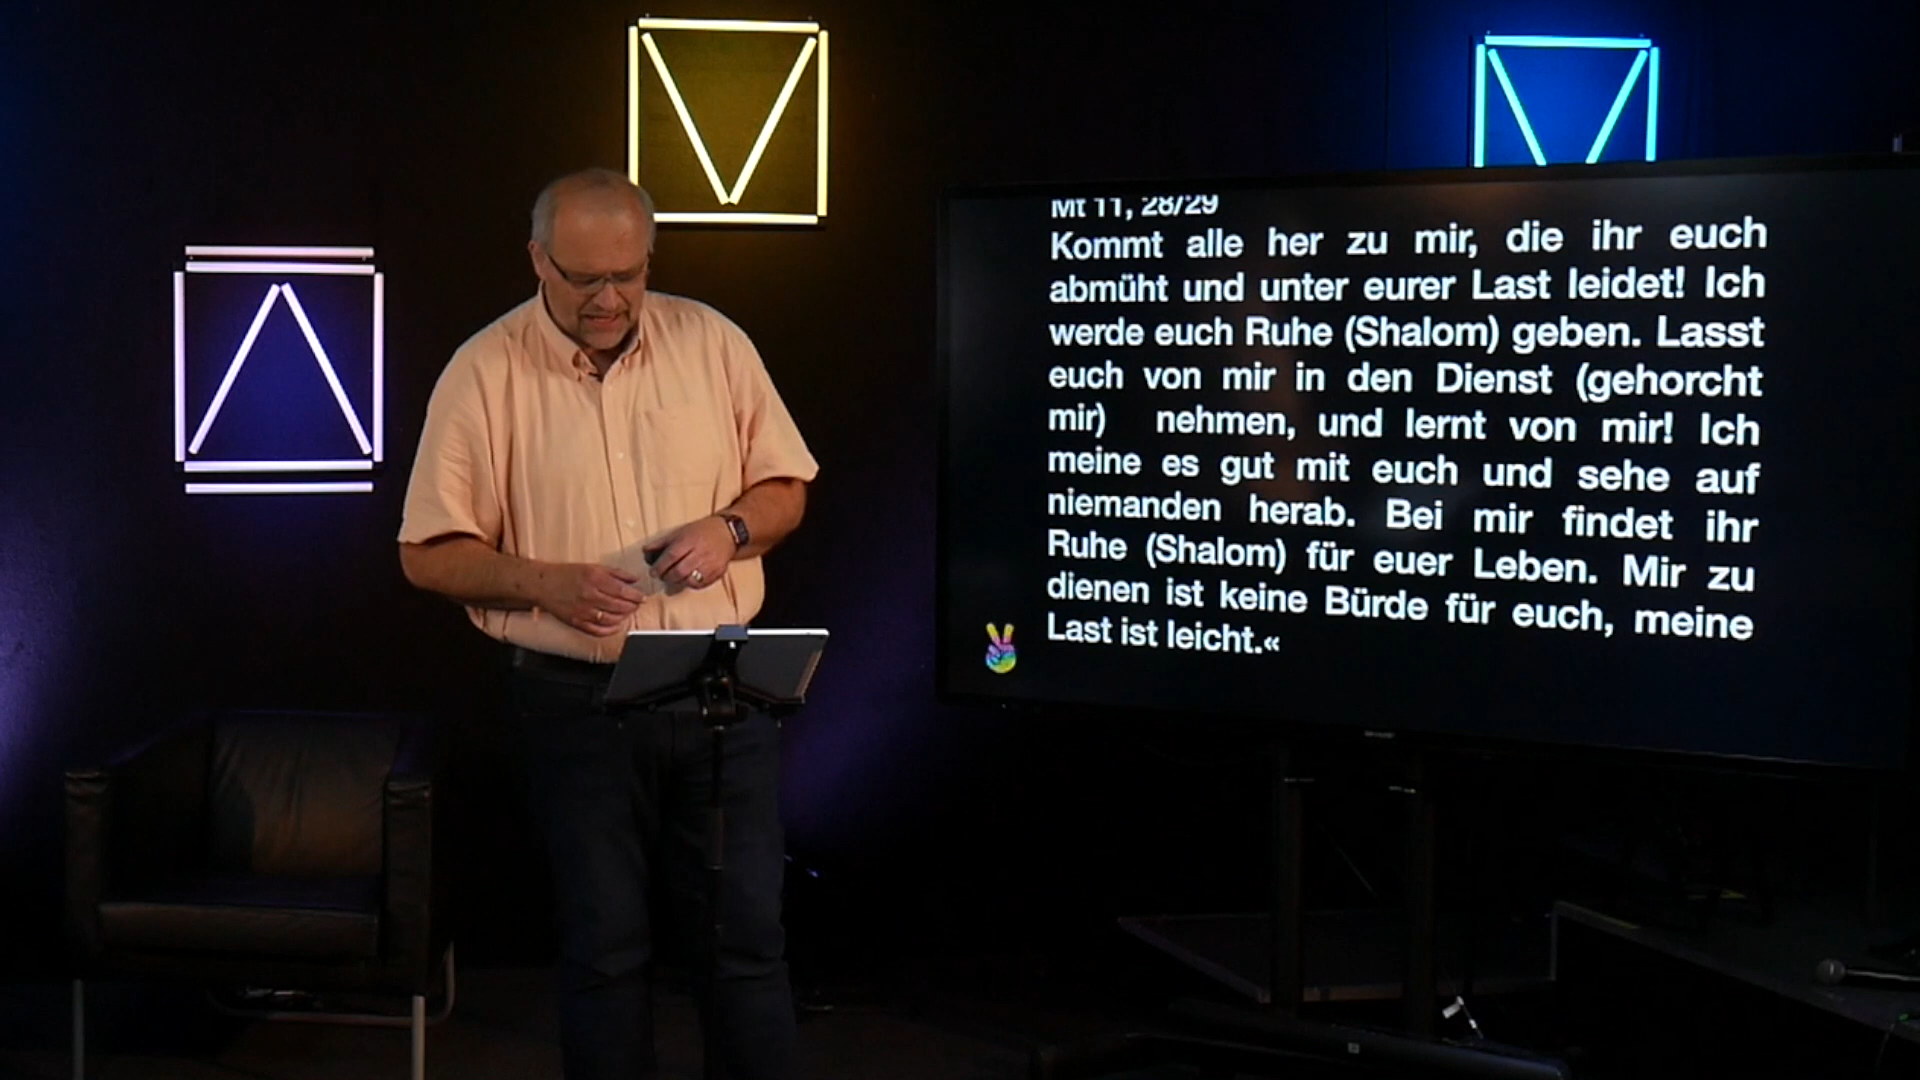 Mt 11, 28/29
Kommt alle her zu mir, die ihr euch
abmüht und unter eurer Last leidet! Ich
werde euch Ruhe (Shalom) geben. Lasst
euch von mir in den Dienst (gehorcht
mir) nehmen, und lernt von mir! Ich
meine es gut mit euch und sehe auf
niemanden herab. Bei mir findet ihr
Ruhe (Shalom) für euer Leben. Mir zu
dienen ist keine Bürde für euch, meine
Last ist leicht.«